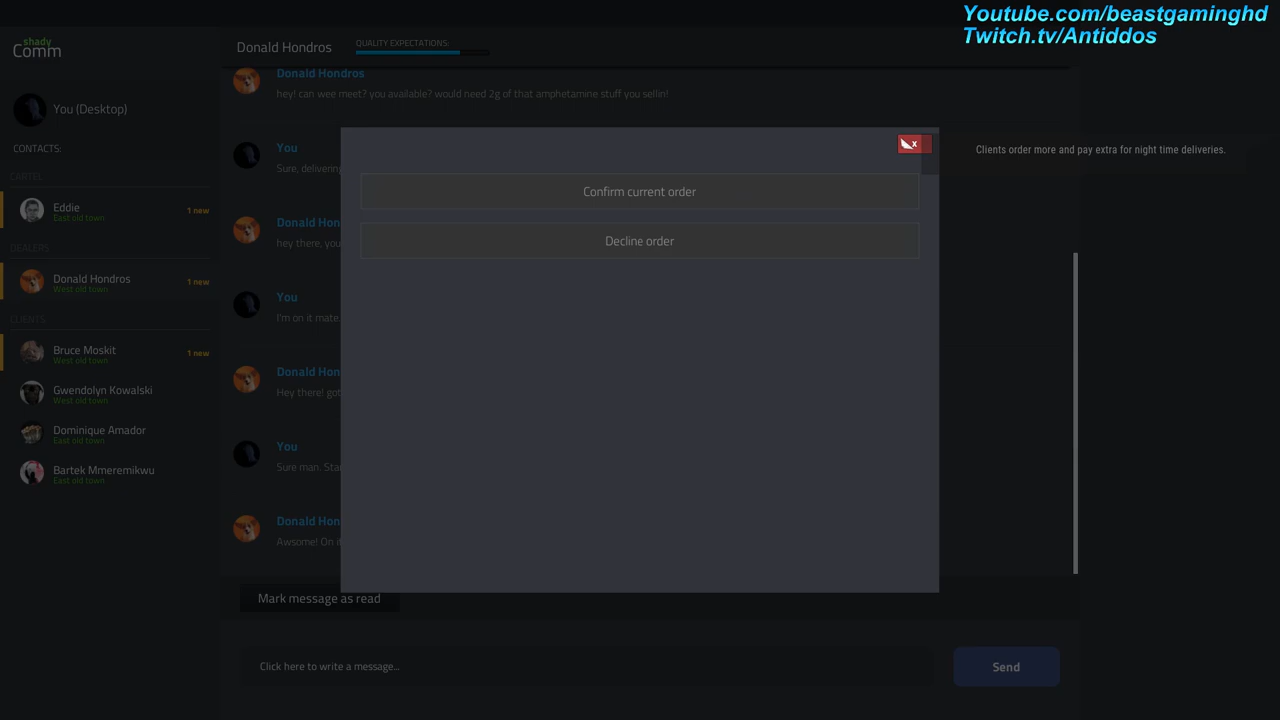 Youtube.com/beastgaminghd
Twitch.tv/Antiddos
shady
Comm
Donald Hondros
QUALITY EXPECTATIONS:
You (Desktop)
CONTACTS:
CARTEL:
Eddie
East old town
1 new
DEALERS:
Donald Hondros
West old town
1 new
CLIENTS:
Bruce Moskit
West old town
1 new
Gwendolyn Kowalski
West old town
Dominique Amador
East old town
Bartek Mmeremikwu
East old town
Donald Hondros
hey! can wee meet? you available? would need 2g of that amphetamine stuff you sellin!
You
Sure, delivering
Donald Hon
hey there, you
You
I'm on it mate.
Donald Hon
Hey there! got
You
Sure man. Sta
Donald Hon
Awsome! On i
x
Confirm current order
Decline order
Clients order more and pay extra for night time deliveries.
Mark message as read
Click here to write a message...
Send